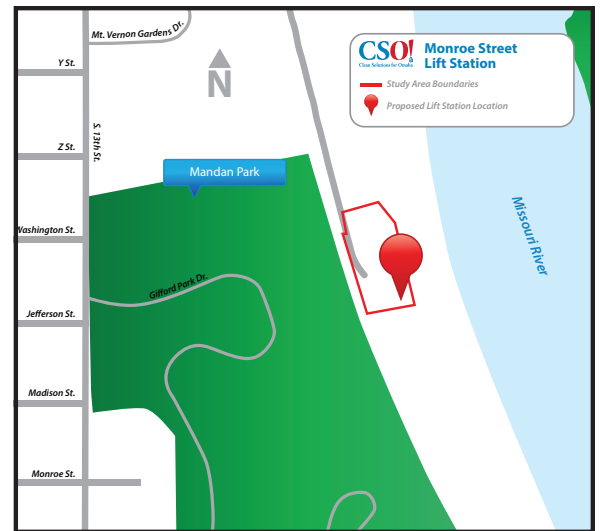 Mt. Vernon Gardens Dr.
Y St.
N
CSO!
Clean Solutions for Omaha
Monroe Street
Lift Station
Study Area Boundaries
Proposed Lift Station Location
S. 13th St.
Z St.
Mandan Park
Washington St.
Missouri River
Gifford Park Dr.
Jefferson St.
Madison St.
Monroe St.